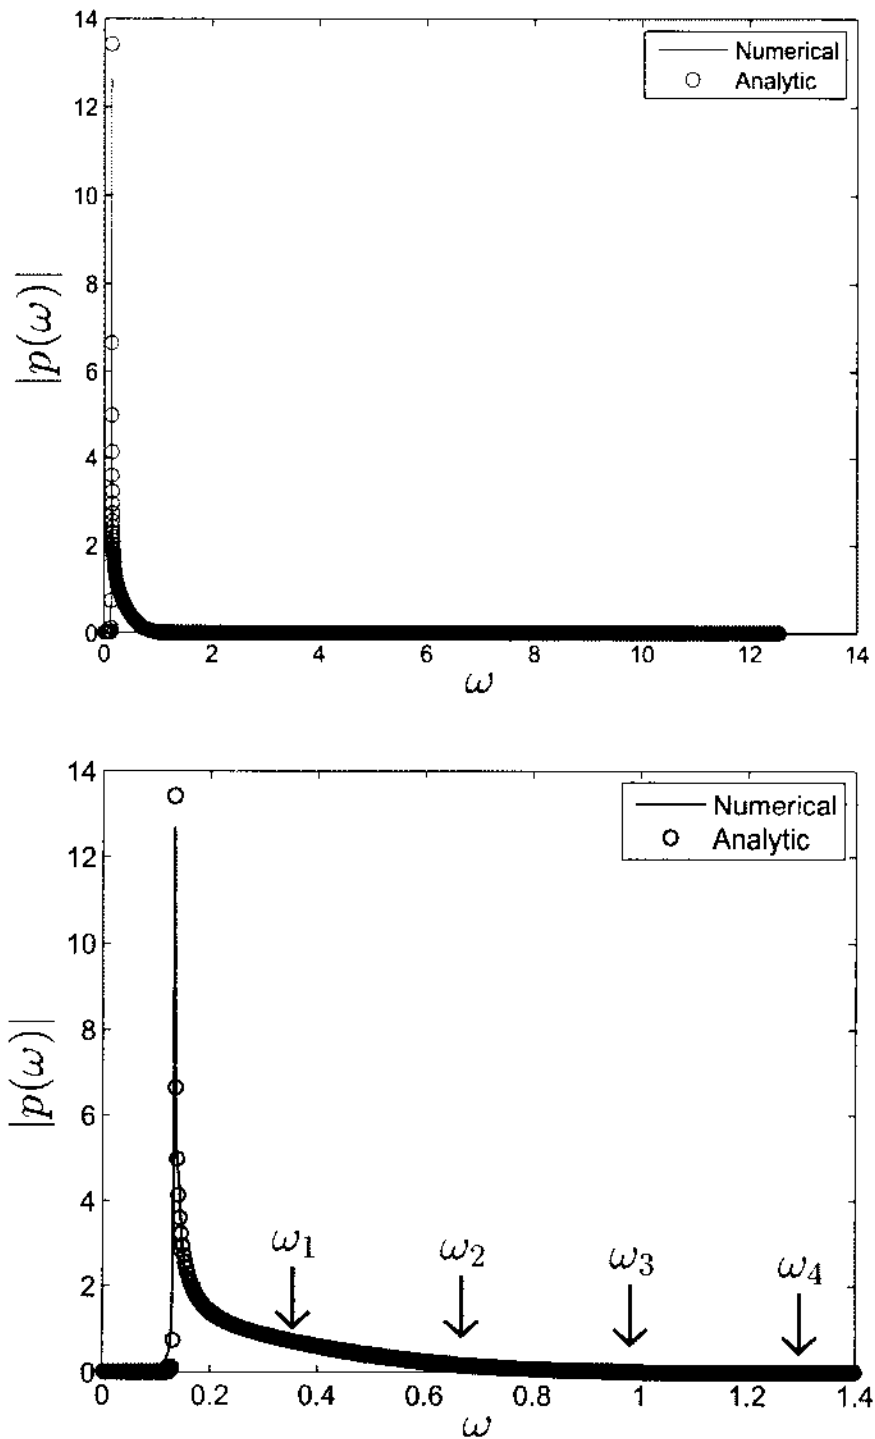 14
12
10
8
6
4
2
0
|p(ω)|
Numerical
Analytic
0 2 4 6 8 10 12 14
ω
14
12
10
8
6
4
2
0
|p(ω)|
Numerical
Analytic
ω₁ ω₂ ω₃ ω₄
0 0.2 0.4 0.6 0.8 1 1.2 1.4
ω